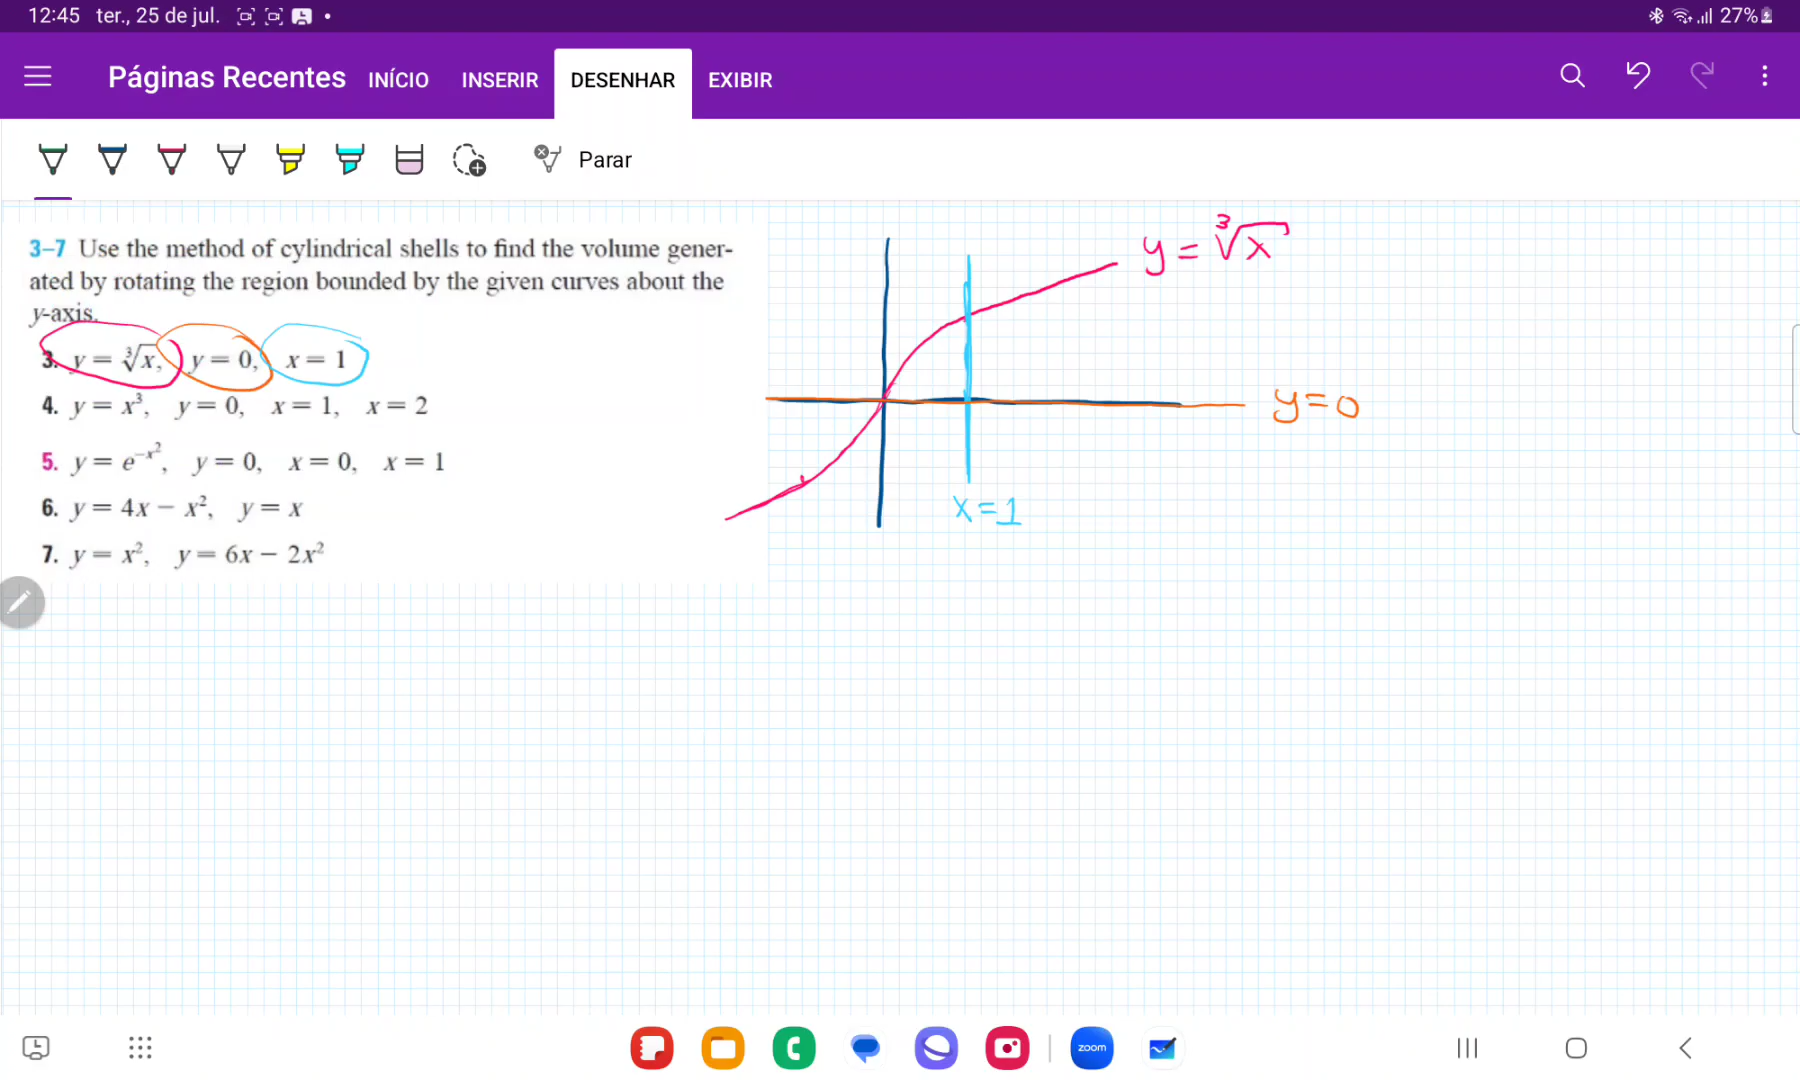 12:45 ter., 25 de jul. 27%
Páginas Recentes INÍCIO INSERIR DESENHAR EXIBIR
Parar
3–7 Use the method of cylindrical shells to find the volume gener-
ated by rotating the region bounded by the given curves about the
y-axis.
3. y = ∛x, y = 0, x = 1
4. y = x³, y = 0, x = 1, x = 2
5. y = e^(−x²), y = 0, x = 0, x = 1
6. y = 4x − x², y = x
7. y = x², y = 6x − 2x²
y = ∛x
y=0
x=1
zoom